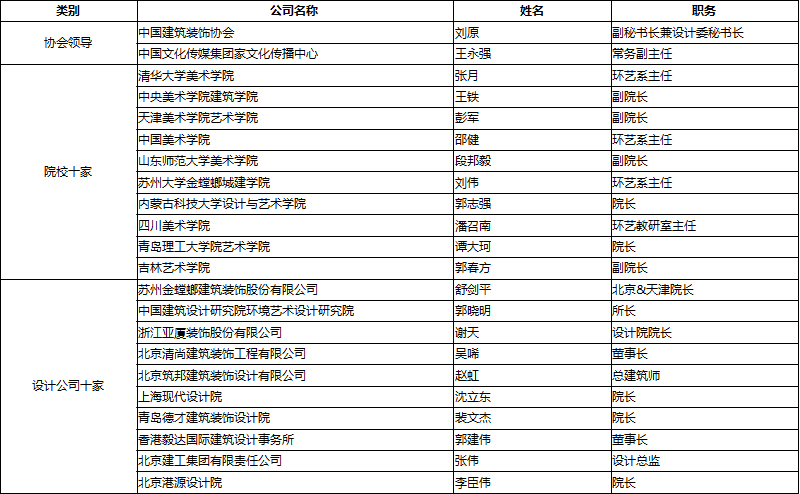 类别 公司名称 姓名 职务
协会领导
中国建筑装饰协会 刘原 副秘书长兼设计委秘书长
中国文化传媒集团家文化传播中心 王永强 常务副主任
院校十家
清华大学美术学院 张月 环艺系主任
中央美术学院建筑学院 王铁 副院长
天津美术学院艺术学院 彭军 副院长
中国美术学院 邵健 环艺系主任
山东师范大学美术学院 段邦毅 副院长
苏州大学金螳螂城建学院 刘伟 环艺系主任
内蒙古科技大学设计与艺术学院 郭志强 院长
四川美术学院 潘召南 环艺教研室主任
青岛理工大学院艺术学院 谭大珂 院长
吉林艺术学院 郭春方 副院长
设计公司十家
苏州金螳螂建筑装饰股份有限公司 舒剑平 北京&天津院长
中国建筑设计研究院环境艺术设计研究院 郭晓明 所长
浙江亚厦装饰股份有限公司 谢天 设计院院长
北京清尚建筑装饰工程有限公司 吴晞 董事长
北京筑邦建筑装饰设计有限公司 赵虹 总建筑师
上海现代设计院 沈立东 院长
青岛德才建筑装饰设计院 裴文杰 院长
香港毅达国际建筑设计事务所 郭建伟 董事长
北京建工集团有限责任公司 张伟 设计总监
北京港源设计院 李臣伟 院长